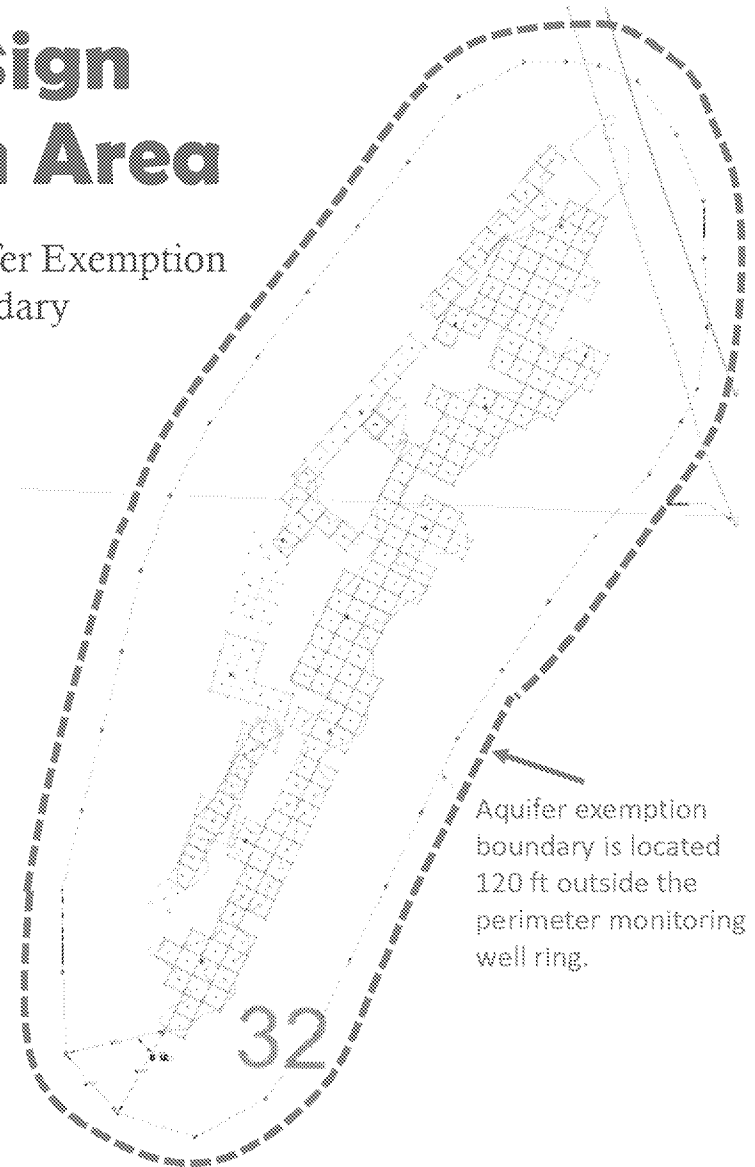 sign
n Area
fer Exemption
dary
Aquifer exemption
boundary is located
120 ft outside the
perimeter monitoring
well ring.
32